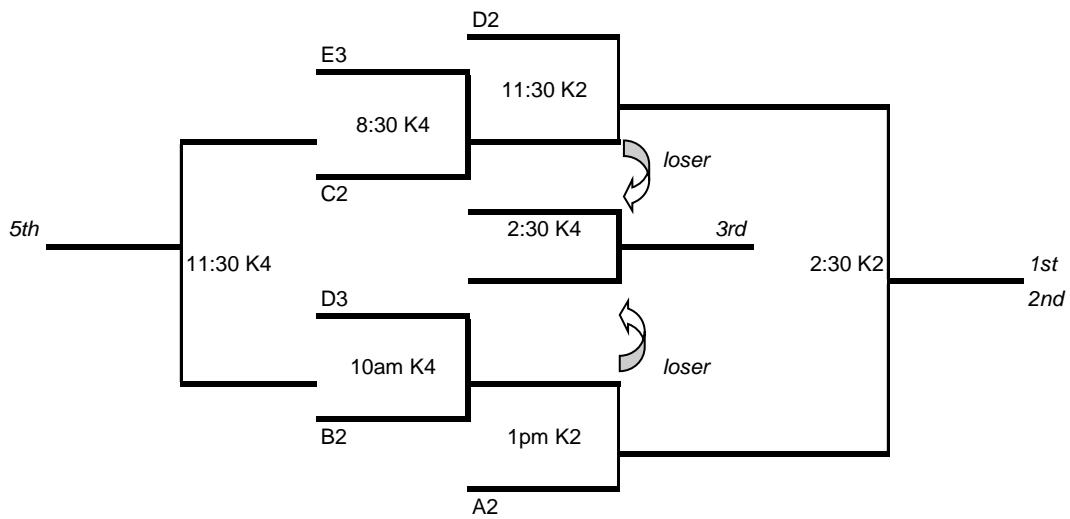 D2
E3
11:30 K2
8:30 K4
loser
C2
5th
2:30 K4
3rd
11:30 K4
2:30 K2
1st
2nd
D3
10am K4
loser
B2
1pm K2
A2